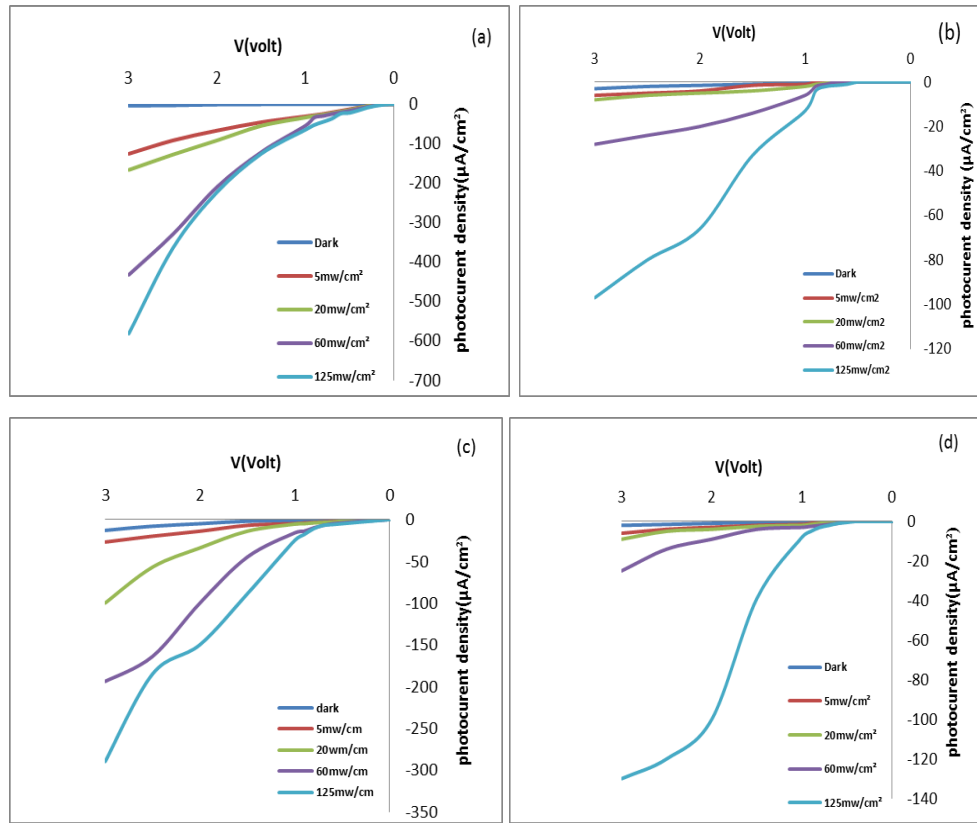 (a)
V(volt)
3 2 1 0
0
-100
-200
-300
-400
-500
-600
-700
photocurent density(µA/cm²)
Dark
5mw/cm²
20mw/cm²
60mw/cm²
125mw/cm²
(b)
V(Volt)
3 2 1 0
0
-20
-40
-60
-80
-100
-120
photocurent density (µA/cm²)
Dark
5mw/cm2
20mw/cm2
60mw/cm2
125mw/cm2
(c)
V(Volt)
3 2 1 0
0
-50
-100
-150
-200
-250
-300
-350
photocurent density(µA/cm²)
dark
5mw/cm
20wm/cm
60mw/cm
125mw/cm
(d)
V(Volt)
3 2 1 0
0
-20
-40
-60
-80
-100
-120
-140
photocurent density(µA/cm²)
Dark
5mw/cm²
20mw/cm²
60mw/cm²
125mw/cm²